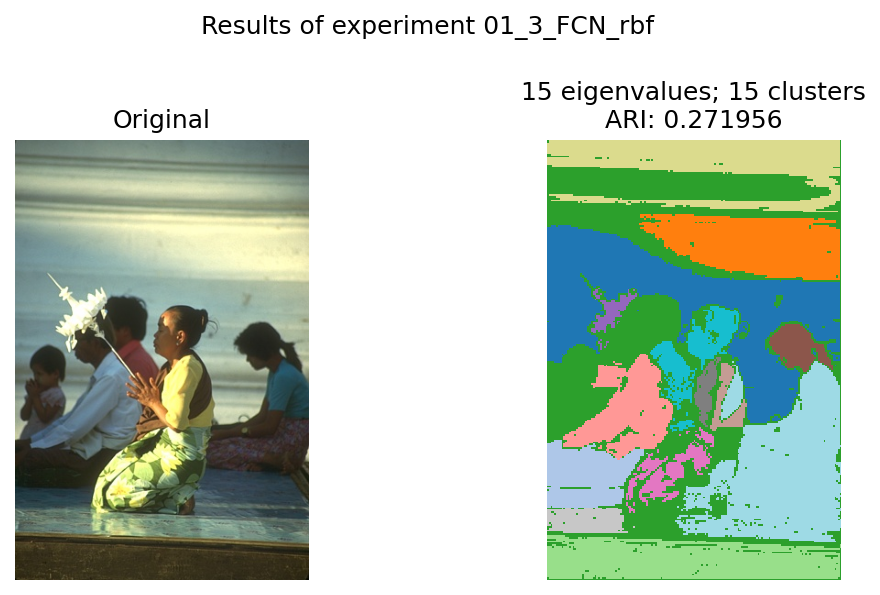 Results of experiment 01_3_FCN_rbf
Original
15 eigenvalues; 15 clusters
ARI: 0.271956